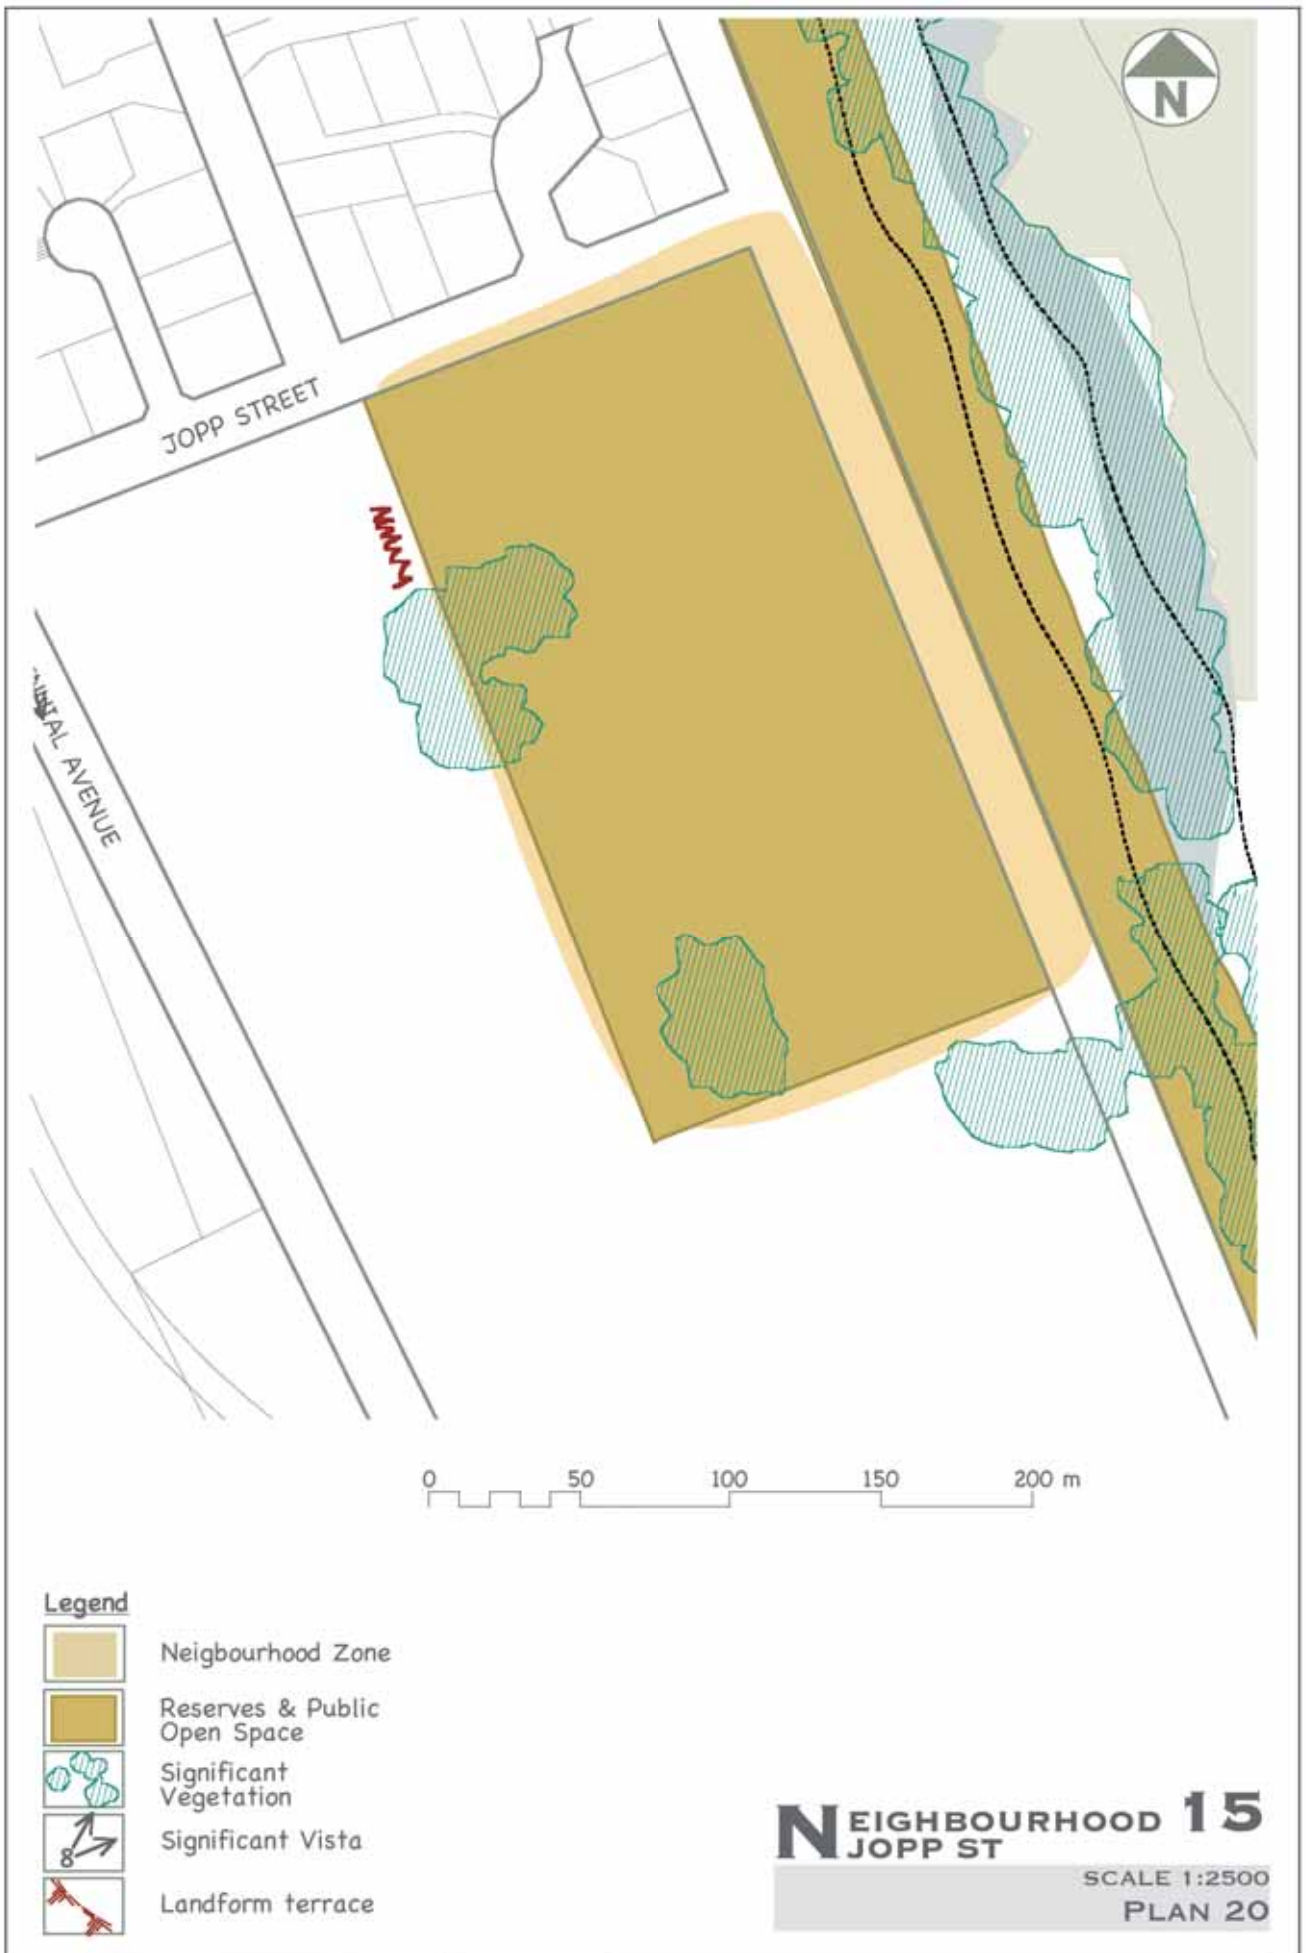 N
JOPP STREET
AVENUE
0 50 100 150 200 m
Legend
Neigbourhood Zone
Reserves & Public
Open Space
Significant
Vegetation
8
Significant Vista
Landform terrace
NEIGHBOURHOOD 15
JOPP ST
SCALE 1:2500
PLAN 20